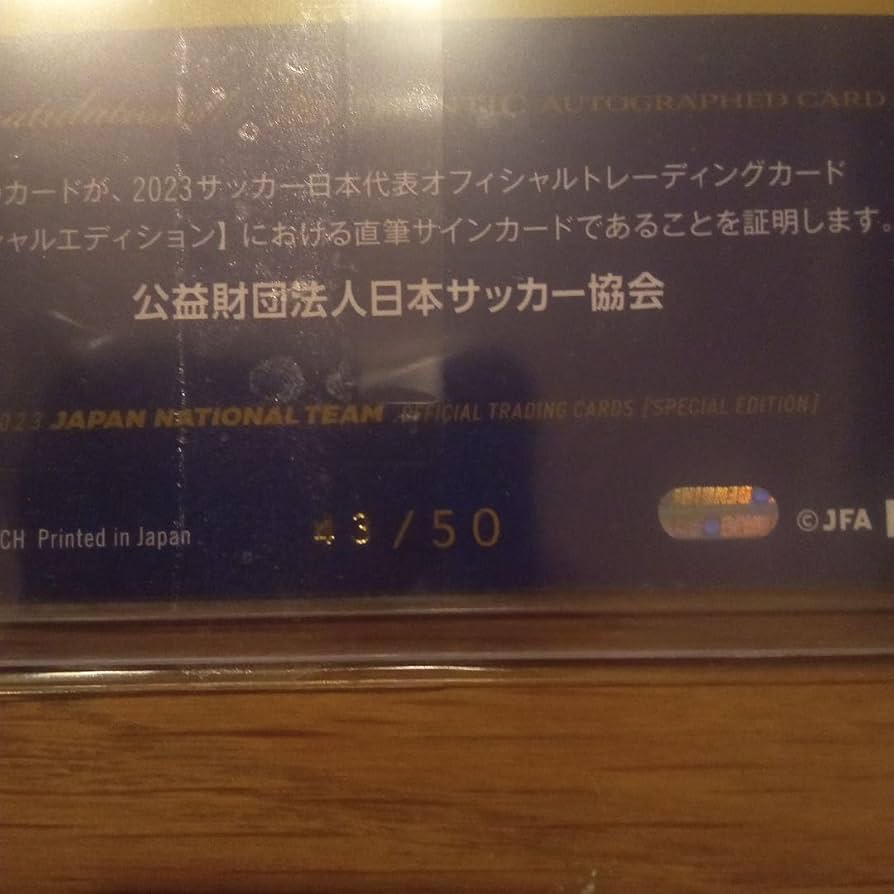 AUTOGRAPHED CARD
カードが、2023サッカー日本代表オフィシャルトレーディングカード
シャルエディション】における直筆サインカードであることを証明します。
公益財団法人日本サッカー協会
2023 JAPAN NATIONAL TEAM OFFICIAL TRADING CARDS [SPECIAL EDITION]
CH Printed in Japan 43/50 ©JFA